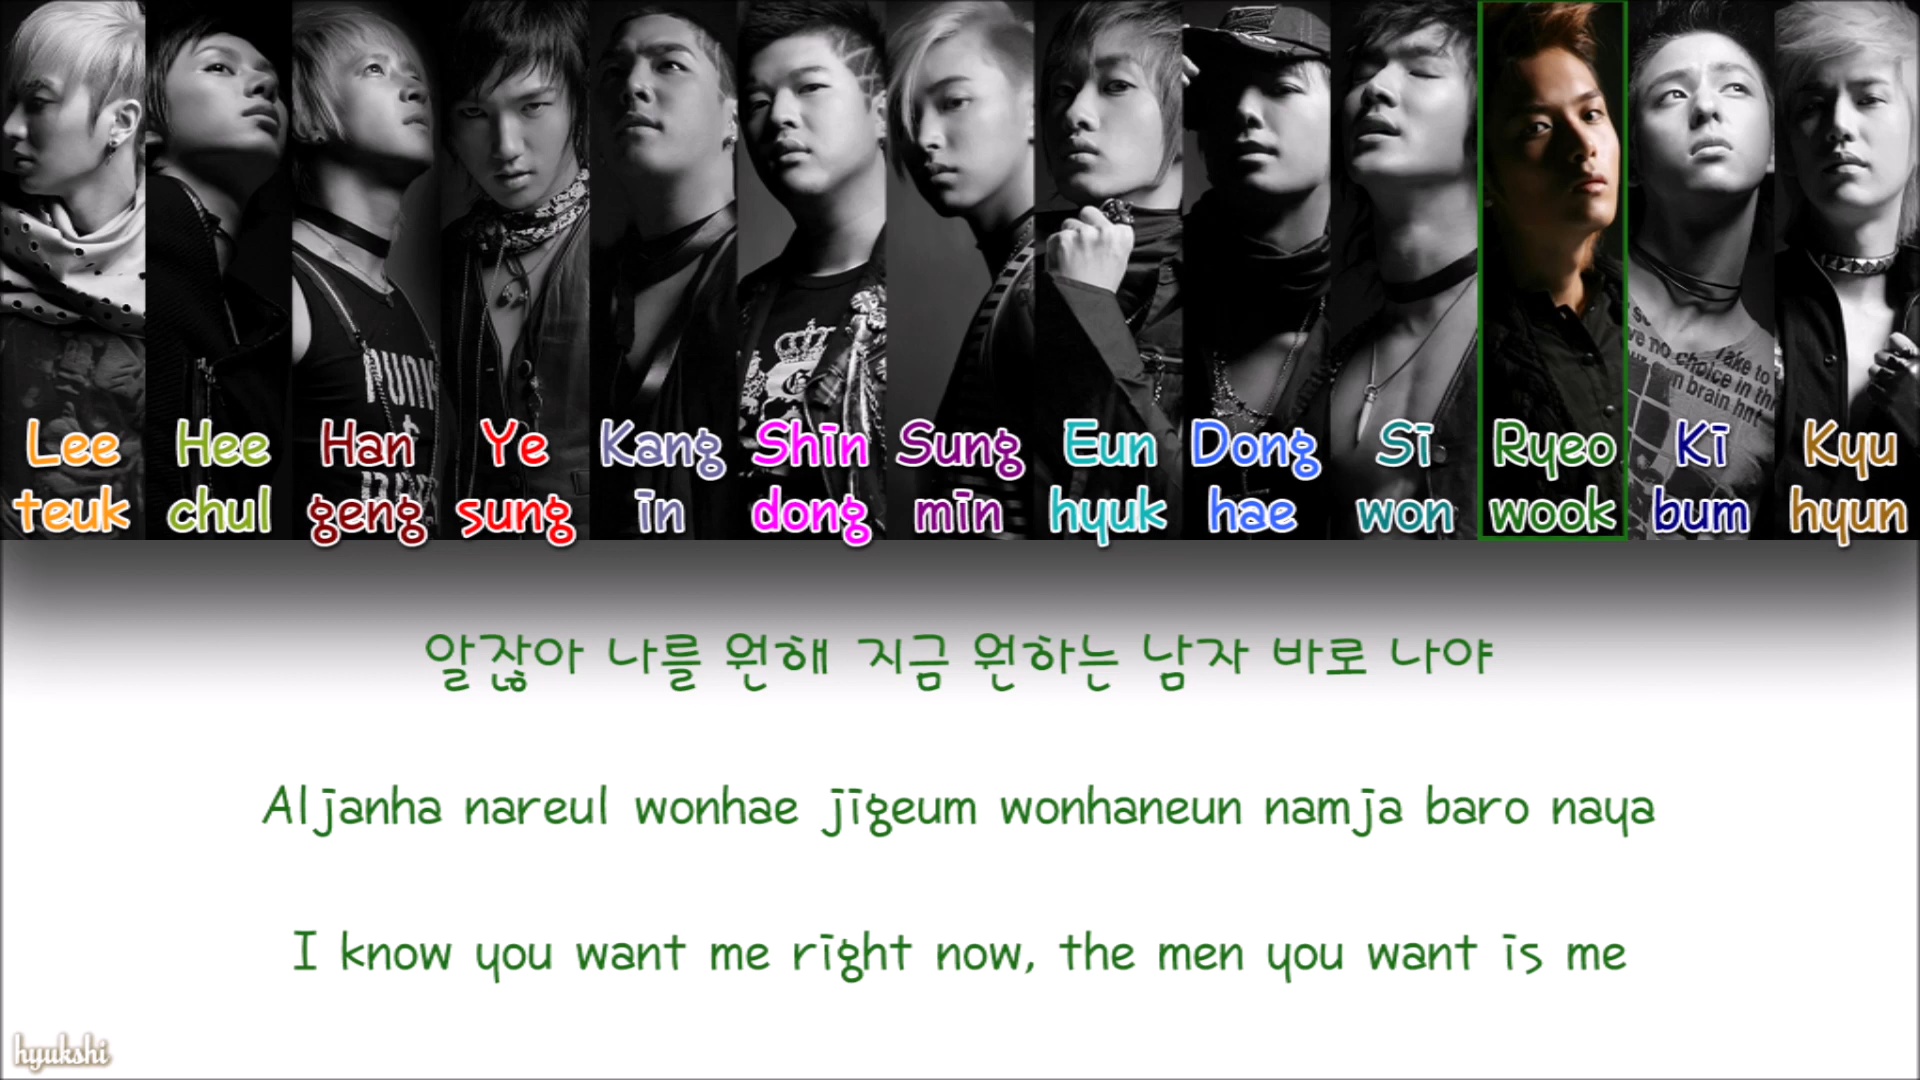 Lee Hee Han Ye Kang Shin Sung Eun Dong Si Ryeo Ki Kyu
teuk chul geng sung in dong min hyuk hae won wook bum hyun
알잖아 나를 원해 지금 원하는 남자 바로 나야
Aljanha nareul wonhae jigeum wonhaneun namja baro naya
I know you want me right now, the men you want is me
hyukshi